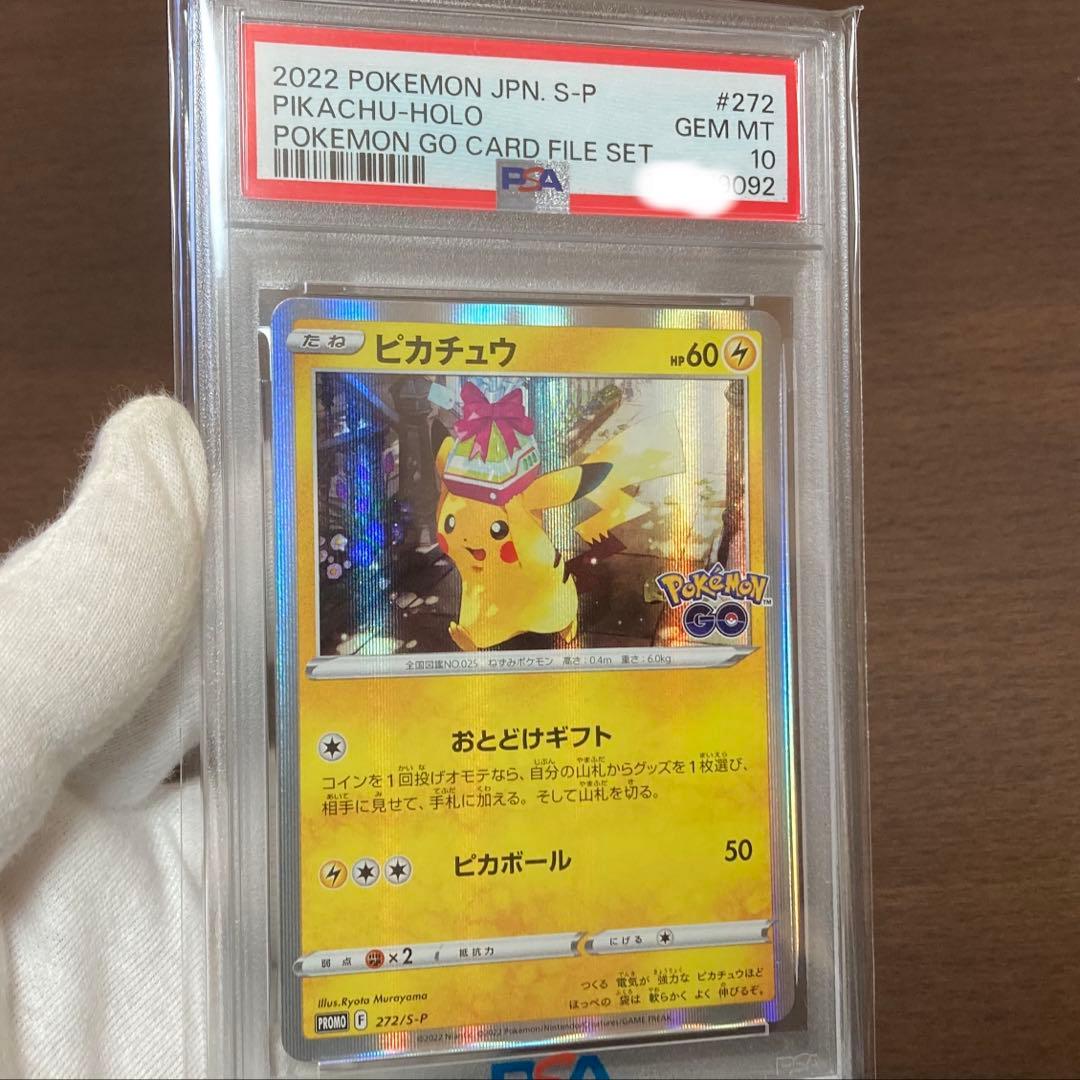 2022 POKEMON JPN. S-P #272
PIKACHU-HOLO GEM MT
POKEMON GO CARD FILE SET 10
9092
PSA
たね ピカチュウ HP60
POKéMON™
GO
全国図鑑NO.025 ねずみポケモン 高さ:0.4m 重さ:6.0kg
おとどけギフト
コインを1回投げオモテなら、自分の山札からグッズを1枚選び、
相手に見せて、手札に加える。そして山札を切る。
ピカボール 50
弱点 ×2 抵抗力 にげる
つくる 電気が 強力な ピカチュウほど
ほっぺの 袋は 軟らかく よく 伸びるぞ。
Illus.Ryota Murayama
PROMO F 272/S-P
©2022 Pokémon/Nintendo/Creatures/GAME FREAK
PSA